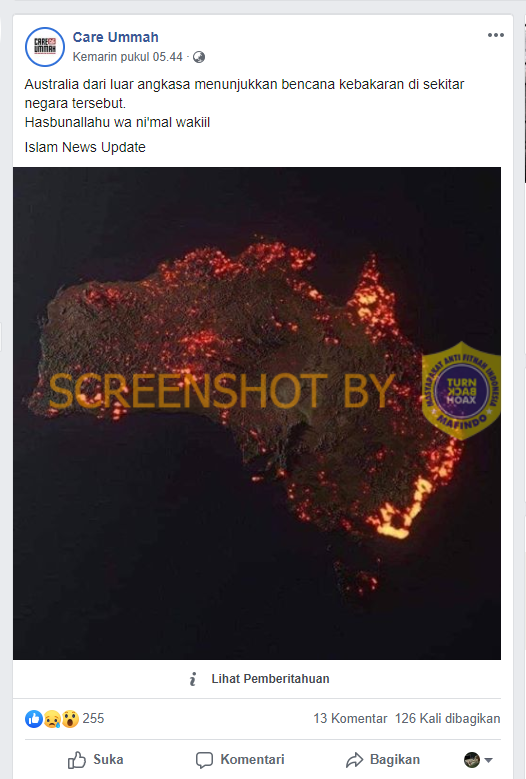 CARE
UMMAH
Care Ummah
Kemarin pukul 05.44 ·
Australia dari luar angkasa menunjukkan bencana kebakaran di sekitar
negara tersebut.
Hasbunallahu wa ni'mal wakiil
Islam News Update
SCREENSHOT BY
MASYARAKAT ANTI FITNAH INDONESIA
TURN
BACK
HOAX
MAFINDO
Lihat Pemberitahuan
255
13 Komentar 126 Kali dibagikan
Suka
Komentari
Bagikan